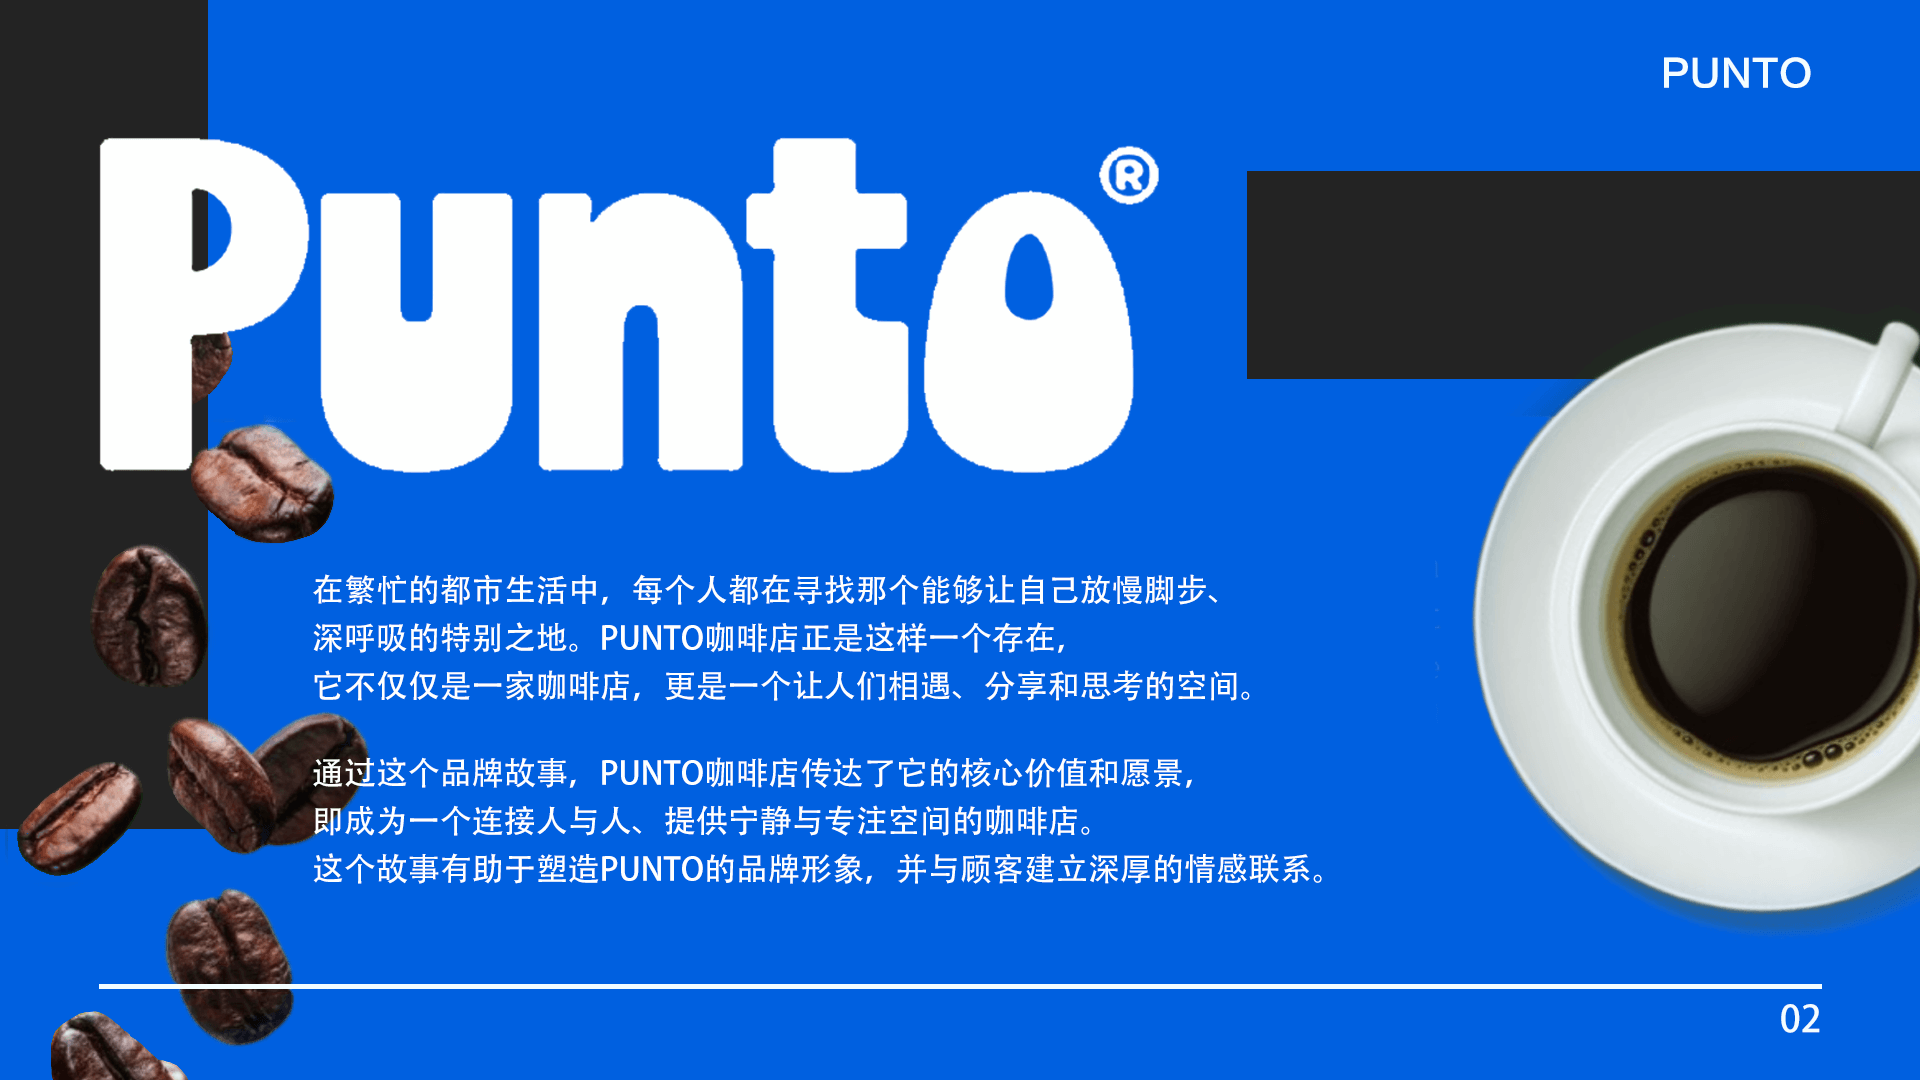 PUNTO
Punto®
在繁忙的都市生活中，每个人都在寻找那个能够让自己放慢脚步、
深呼吸的特别之地。PUNTO咖啡店正是这样一个存在，
它不仅仅是一家咖啡店，更是一个让人们相遇、分享和思考的空间。
通过这个品牌故事，PUNTO咖啡店传达了它的核心价值和愿景，
即成为一个连接人与人、提供宁静与专注空间的咖啡店。
这个故事有助于塑造PUNTO的品牌形象，并与顾客建立深厚的情感联系。
02